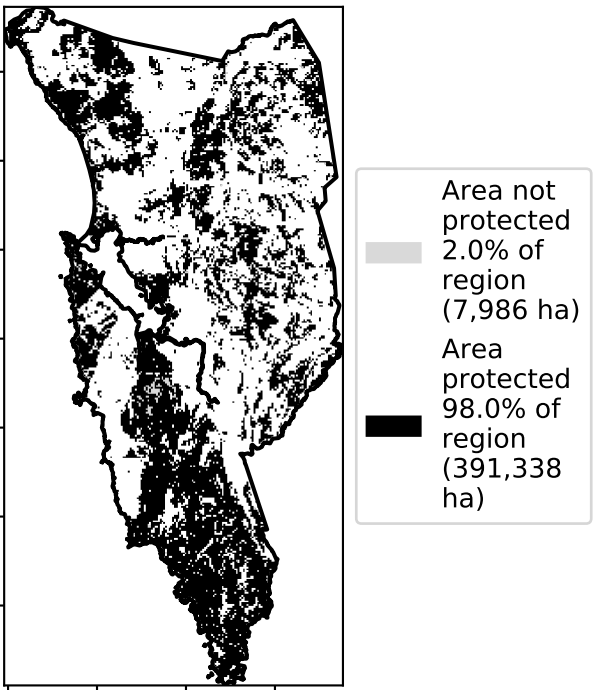 Area not
protected
2.0% of
region
(7,986 ha)
Area
protected
98.0% of
region
(391,338
ha)